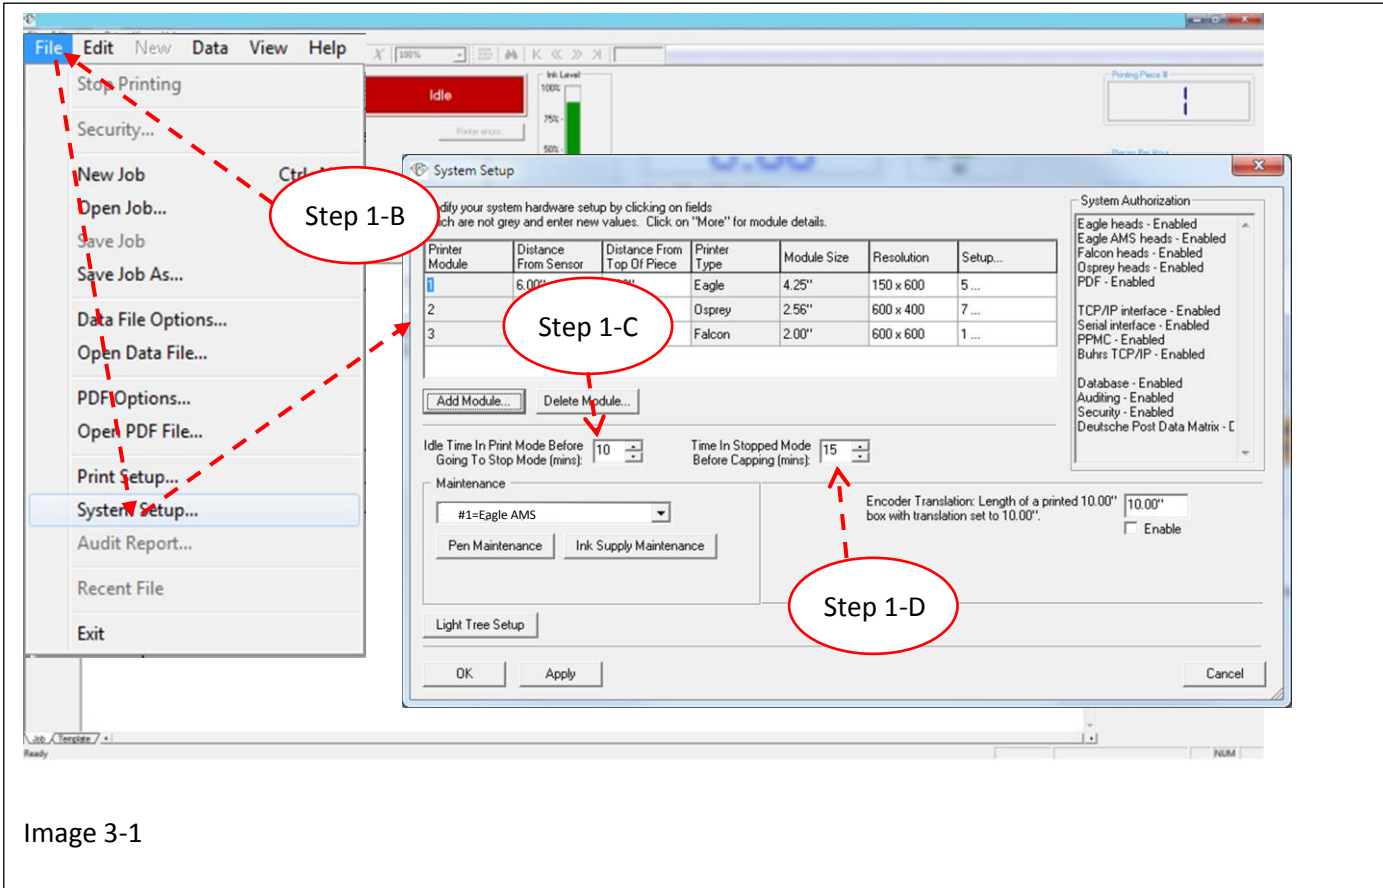 File Edit New Data View Help
100%
Stop Printing
Security...
New Job
Open Job...
Save Job
Save Job As...
Data File Options...
Open Data File...
PDF Options...
Open PDF File...
Print Setup...
System Setup...
Audit Report...
Recent File
Exit
Idle
Ink Level
100%
75%
50%
Printing Piece #
1
Step 1-B
System Setup
your system hardware setup by clicking on fields
are not grey and enter new values. Click on "More" for module details.
Printer Module Distance From Sensor Distance From Top Of Piece Printer Type Module Size Resolution Setup...
1 6.00" Eagle 4.25" 150 x 600 5 ...
2 Osprey 2.56" 600 x 400 7 ...
3 Falcon 2.00" 600 x 600 1 ...
Step 1-C
Add Module... Delete Module...
Idle Time In Print Mode Before
Going To Stop Mode (mins): 10
Time In Stopped Mode
Before Capping (mins): 15
System Authorization
Eagle heads - Enabled
Eagle AMS heads - Enabled
Falcon heads - Enabled
Osprey heads - Enabled
PDF - Enabled
TCP/IP interface - Enabled
Serial interface - Enabled
PPMC - Enabled
Buhrs TCP/IP - Enabled
Database - Enabled
Auditing - Enabled
Security - Enabled
Deutsche Post Data Matrix - E
Maintenance
#1=Eagle AMS
Pen Maintenance Ink Supply Maintenance
Encoder Translation: Length of a printed 10.00" 10.00"
box with translation set to 10.00".
Enable
Step 1-D
Light Tree Setup
OK Apply Cancel
Job Template
Ready NUM
Image 3-1